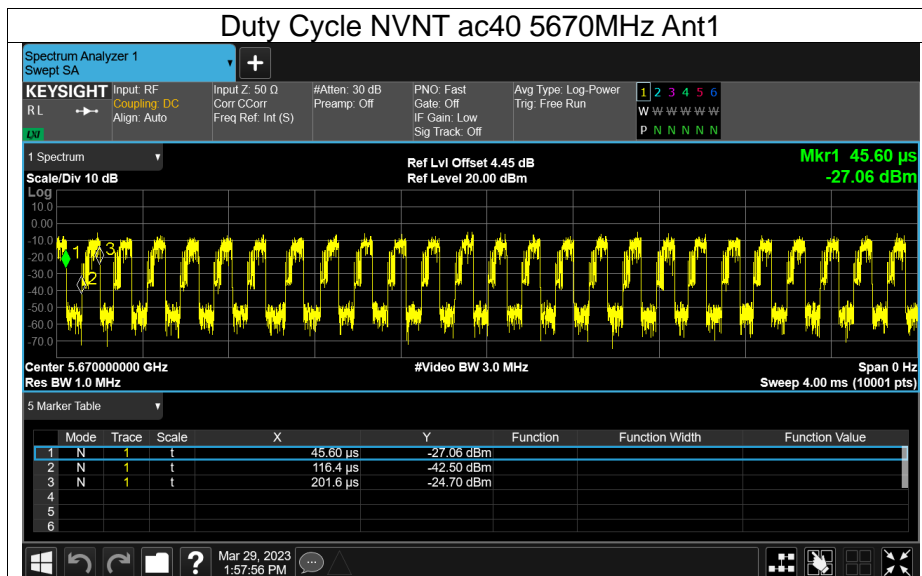 Duty Cycle NVNT ac40 5670MHz Ant1
Spectrum Analyzer 1
Swept SA
+
KEYSIGHT
RL
LXI
Input: RF
Coupling: DC
Align: Auto
Input Z: 50 Ω
Corr CCorr
Freq Ref: Int (S)
#Atten: 30 dB
Preamp: Off
PNO: Fast
Gate: Off
IF Gain: Low
Sig Track: Off
Avg Type: Log-Power
Trig: Free Run
1 2 3 4 5 6
W W W W W W
P N N N N N
1 Spectrum
Scale/Div 10 dB
Ref Lvl Offset 4.45 dB
Ref Level 20.00 dBm
Mkr1 45.60 µs
-27.06 dBm
Log
10.0
0.00
-10.0
-20.0
-30.0
-40.0
-50.0
-60.0
-70.0
1
2
3
Center 5.670000000 GHz
Res BW 1.0 MHz
#Video BW 3.0 MHz
Span 0 Hz
Sweep 4.00 ms (10001 pts)
5 Marker Table
Mode Trace Scale X Y Function Function Width Function Value
1 N 1 t 45.60 µs -27.06 dBm
2 N 1 t 116.4 µs -42.50 dBm
3 N 1 t 201.6 µs -24.70 dBm
4
5
6
?
Mar 29, 2023
1:57:56 PM
...